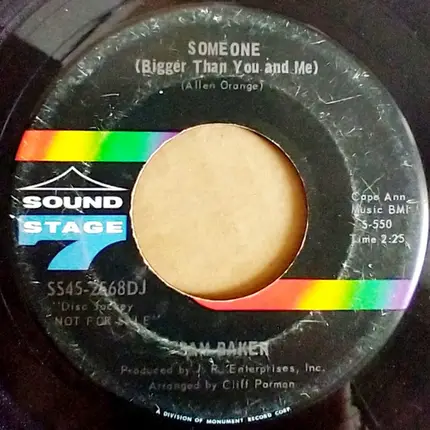 SOMEONE
(Bigger Than You and Me)
(Allen Orange)
SOUND
STAGE
7
Cape Ann
Music BMI
S-550
Time 2:25
SS45-2568DJ
"Disc Jockey
NOT FOR SALE"
SAM BAKER
Produced by J. R. Enterprises, Inc.
Arranged by Cliff Parman
A DIVISION OF MONUMENT RECORD CORP.